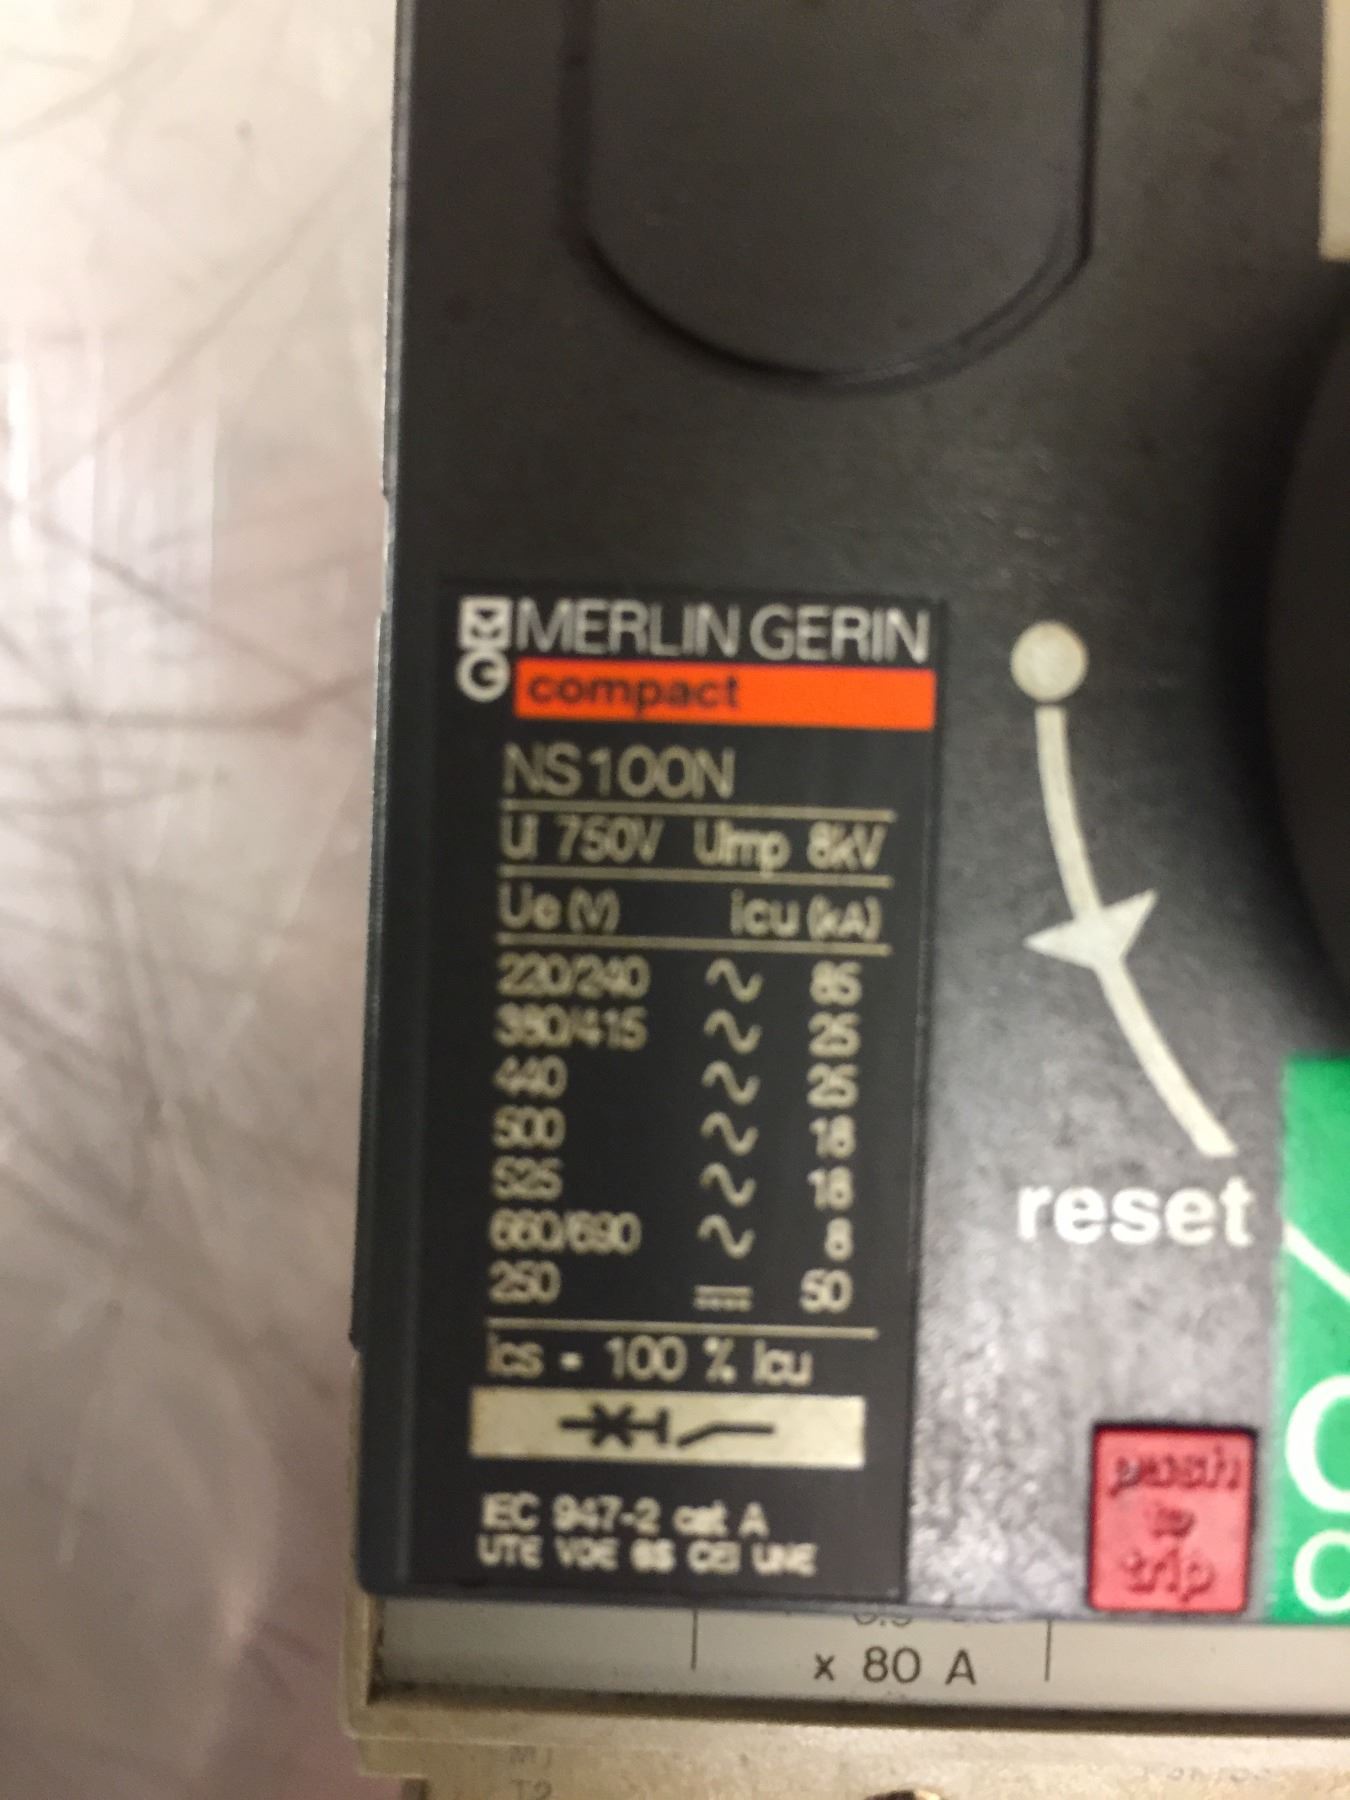 MERLIN GERIN
compact
NS100N
Ui 750V Uimp 8kV
Ue (V) icu (kA)
220/240 ~ 85
380/415 ~ 25
440 ~ 25
500 ~ 18
525 ~ 18
660/690 ~ 8
250 ⎓ 50
Ics = 100 % Icu
IEC 947-2 cat A
UTE VDE BS CEI UNE
reset
push
to
trip
x 80 A